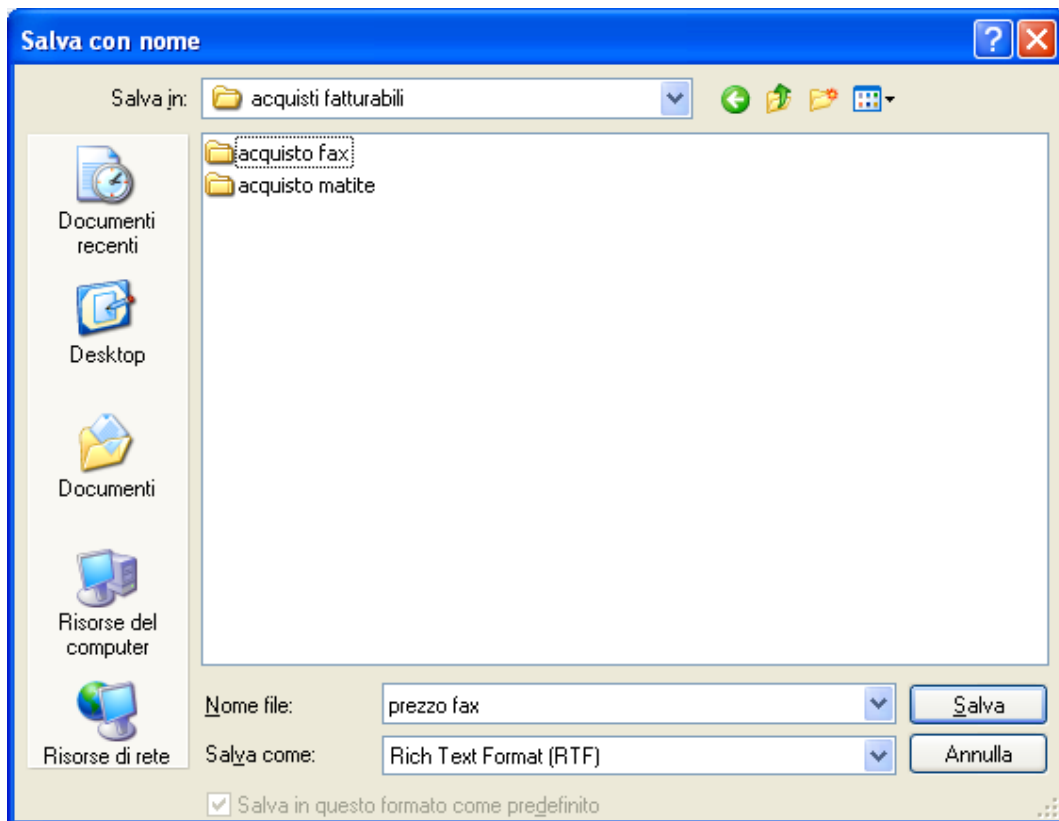 Salva con nome
Salva in:
acquisti fatturabili
acquisto fax
acquisto matite
Documenti
recenti
Desktop
Documenti
Risorse del
computer
Risorse di rete
Nome file:
prezzo fax
Salva
Salva come:
Rich Text Format (RTF)
Annulla
Salva in questo formato come predefinito